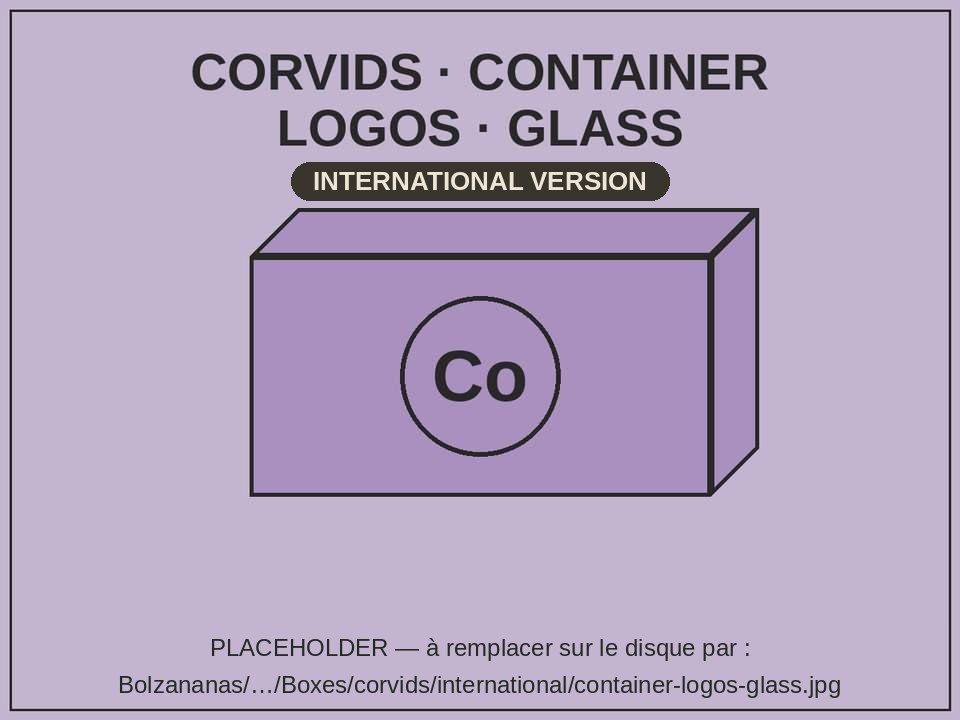 CORVIDS · CONTAINER
LOGOS · GLASS
INTERNATIONAL VERSION
Co
PLACEHOLDER — à remplacer sur le disque par :
Bolzananas/…/Boxes/corvids/international/container-logos-glass.jpg